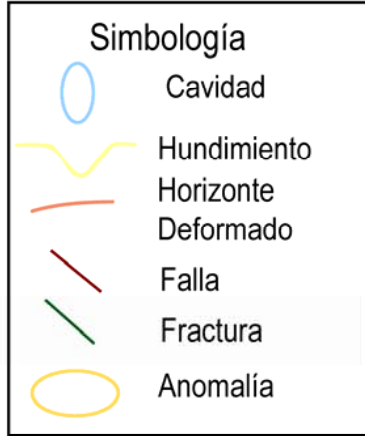 Simbología
Cavidad
Hundimiento
Horizonte
Deformado
Falla
Fractura
Anomalía